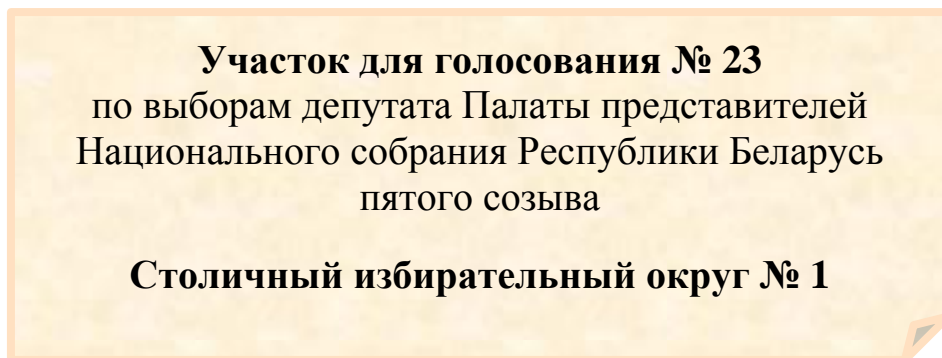 Участок для голосования № 23
по выборам депутата Палаты представителей
Национального собрания Республики Беларусь
пятого созыва
Столичный избирательный округ № 1